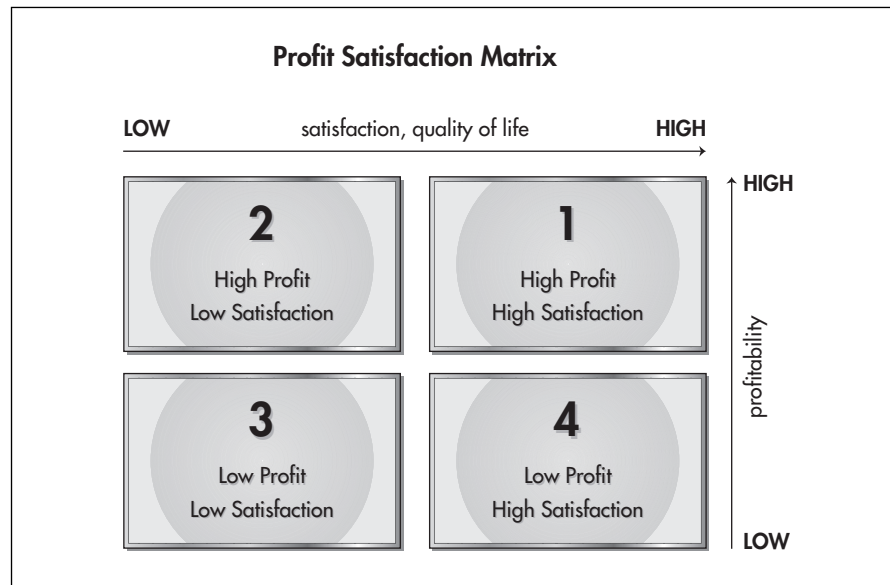 Profit Satisfaction Matrix
LOW satisfaction, quality of life HIGH
HIGH
2
High Profit
Low Satisfaction
1
High Profit
High Satisfaction
profitability
3
Low Profit
Low Satisfaction
4
Low Profit
High Satisfaction
LOW